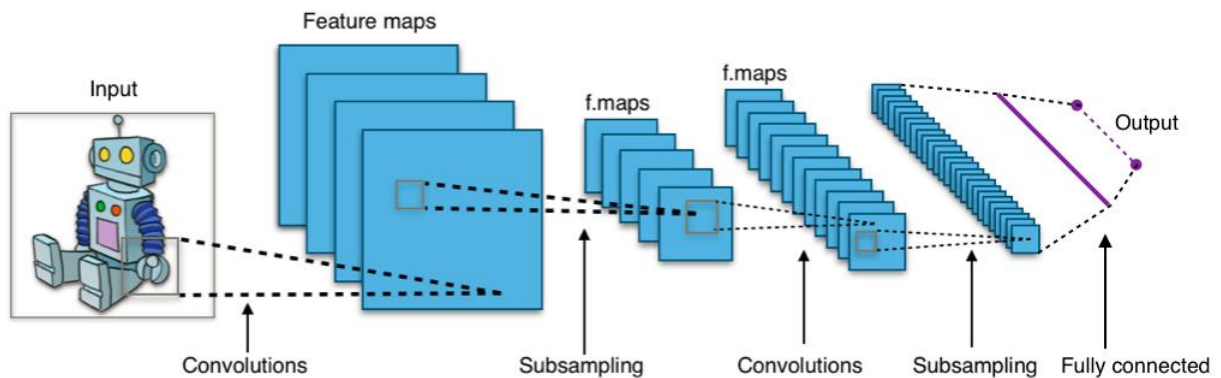 Feature maps
f.maps
Input
f.maps
Output
Convolutions
Subsampling
Convolutions
Subsampling
Fully connected